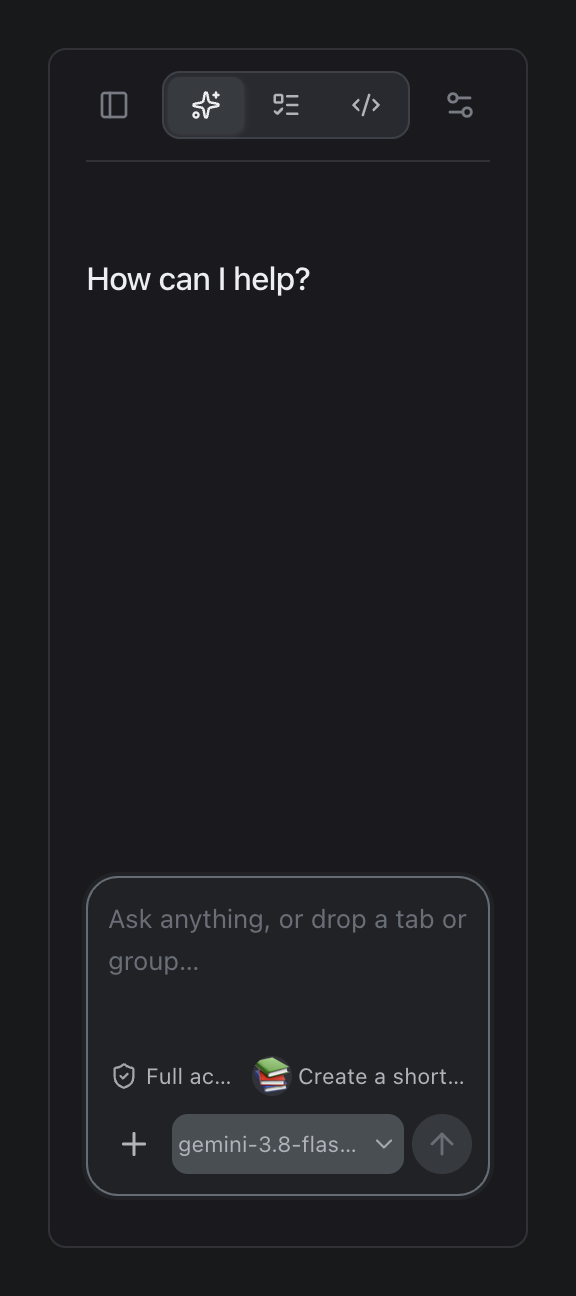 How can I help?
Ask anything, or drop a tab or
group...
Full ac...
Create a short...
gemini-3.8-flas...